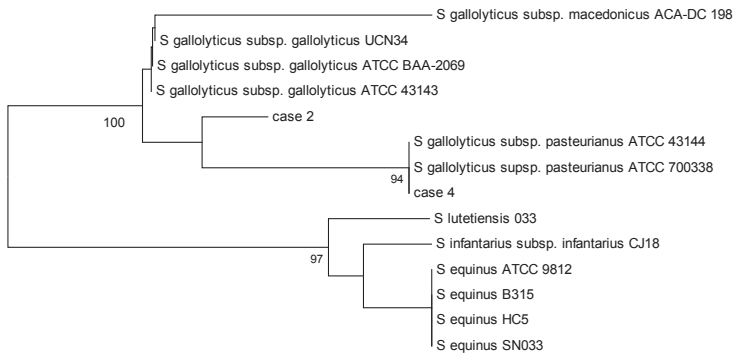 S gallolyticus subsp. macedonicus ACA-DC 198
S gallolyticus subsp. gallolyticus UCN34
S gallolyticus subsp. gallolyticus ATCC BAA-2069
S gallolyticus subsp. gallolyticus ATCC 43143
100
case 2
S gallolyticus subsp. pasteurianus ATCC 43144
S gallolyticus supsp. pasteurianus ATCC 700338
94
case 4
S lutetiensis 033
S infantarius subsp. infantarius CJ18
97
S equinus ATCC 9812
S equinus B315
S equinus HC5
S equinus SN033